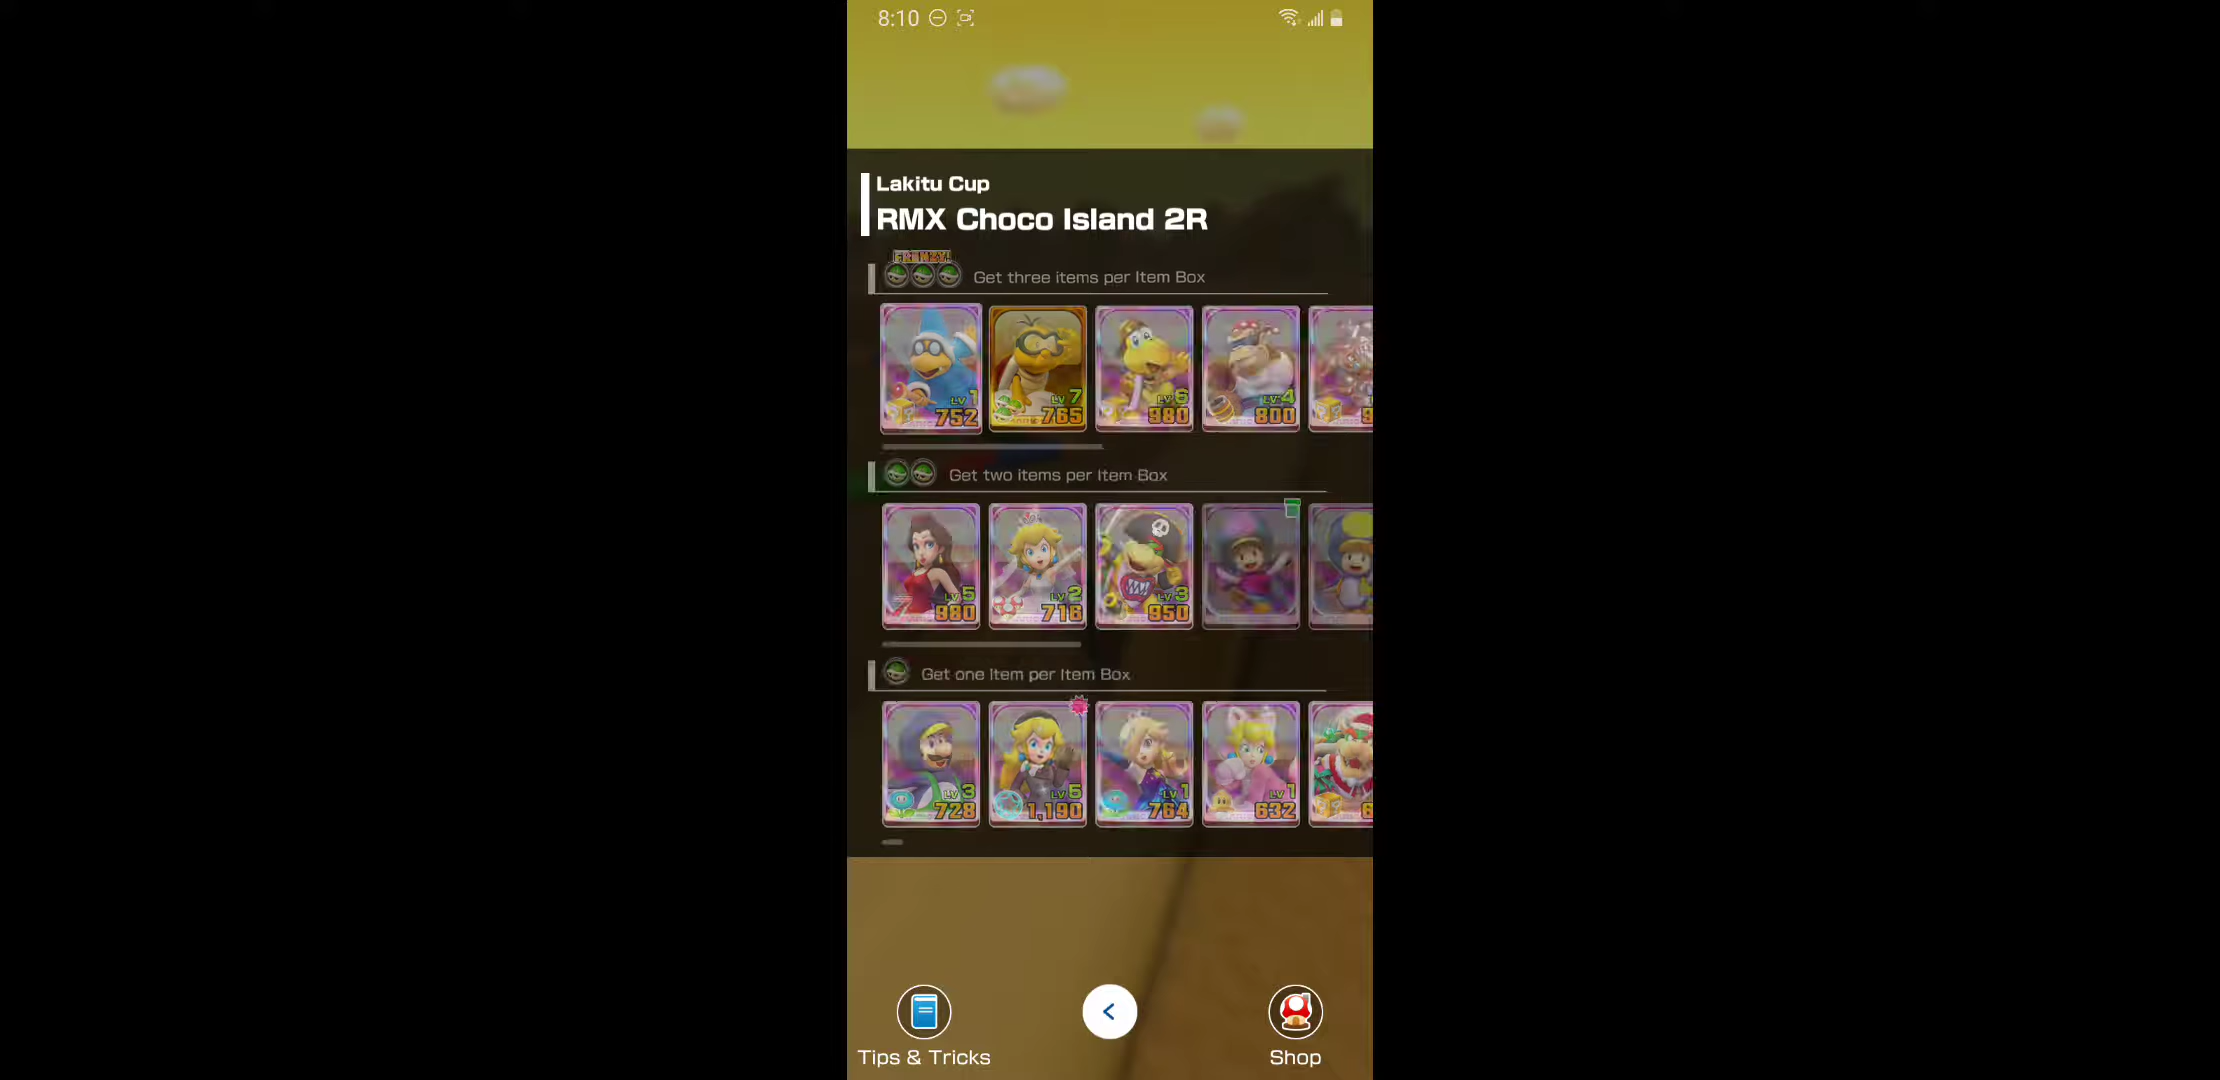 8:10
Lakitu Cup
RMX Choco Island 2R
FRENZY!
Get three items per Item Box
LV 1 LV 7 LV 6 LV 4
752 765 980 800 9
Get two items per Item Box
LV 5 LV 2 LV 3
980 716 950
Get one item per Item Box
LV 3 LV 5 LV 1 LV 1
728 1,190 764 632 6
Tips & Tricks
Shop